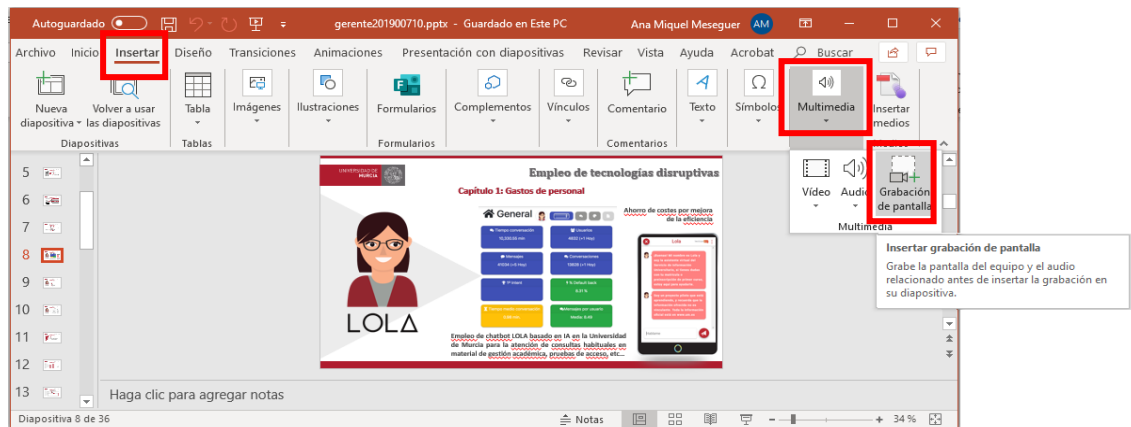 Autoguardado
gerente201900710.pptx - Guardado en Este PC
Ana Miquel Meseguer AM
Archivo Inicio Insertar Diseño Transiciones Animaciones Presentación con diapositivas Revisar Vista Ayuda Acrobat Buscar
Nueva diapositiva
Volver a usar las diapositivas
Tabla
Imágenes
Ilustraciones
Formularios
Complementos
Vínculos
Comentario
Texto
Símbolos
Multimedia
Insertar medios
Diapositivas Tablas Formularios Comentarios Medios
Vídeo
Audio
Grabación de pantalla
Multimedia
Insertar grabación de pantalla
Grabe la pantalla del equipo y el audio
relacionado antes de insertar la grabación en
su diapositiva.
5
6
7
8
9
10
11
12
13
UNIVERSIDAD DE
MURCIA
Empleo de tecnologías disruptivas
Capítulo 1: Gastos de personal
General
Ahorro de costes por mejora
de la eficiencia
LOLA
Lola
Empleo de chatbot LOLA basado en IA en la Universidad
de Murcia para la atención de consultas habituales en
material de gestión académica, pruebas de acceso, etc...
Haga clic para agregar notas
Diapositiva 8 de 36
Notas
34 %